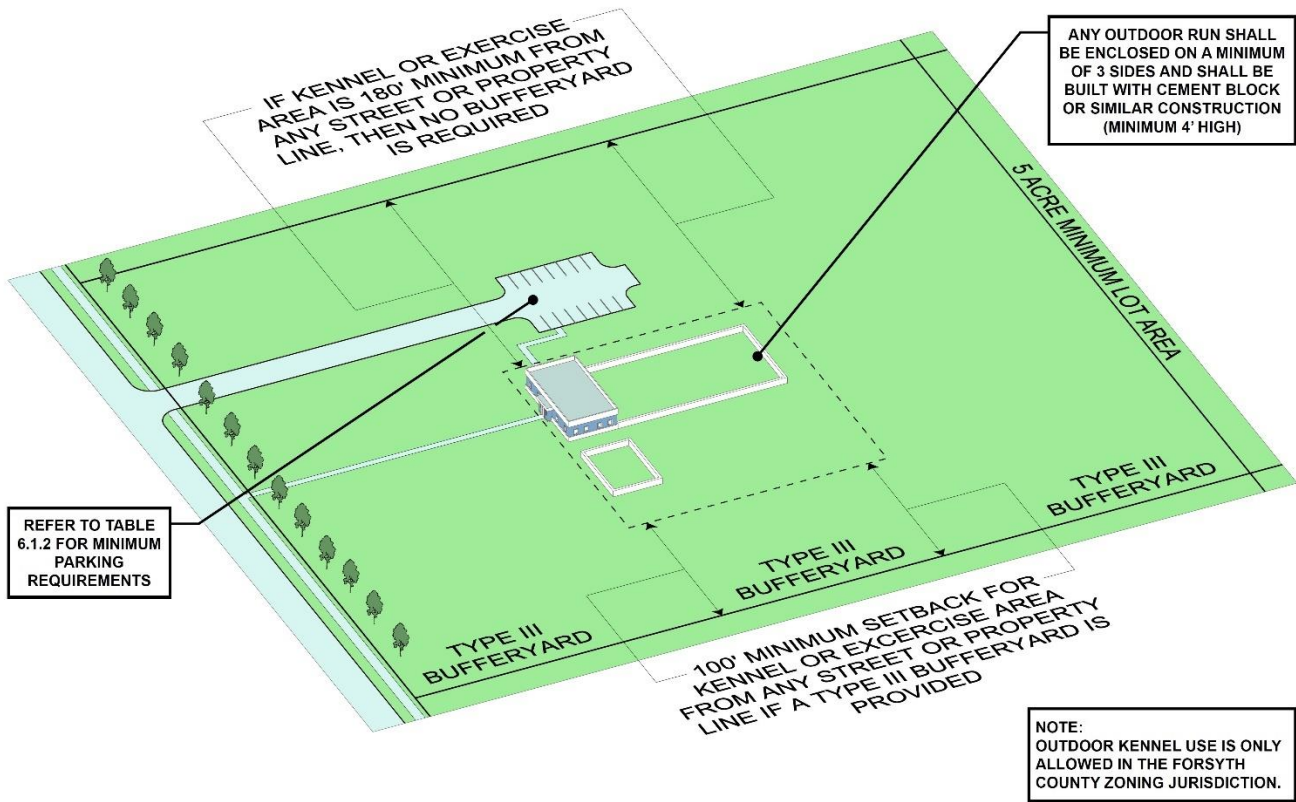 IF KENNEL OR EXERCISE
AREA IS 180' MINIMUM FROM
ANY STREET OR PROPERTY
LINE, THEN NO BUFFERYARD
IS REQUIRED
ANY OUTDOOR RUN SHALL
BE ENCLOSED ON A MINIMUM
OF 3 SIDES AND SHALL BE
BUILT WITH CEMENT BLOCK
OR SIMILAR CONSTRUCTION
(MINIMUM 4' HIGH)
5 ACRE MINIMUM LOT AREA
REFER TO TABLE
6.1.2 FOR MINIMUM
PARKING
REQUIREMENTS
TYPE III
BUFFERYARD
TYPE III
BUFFERYARD
TYPE III
BUFFERYARD
100' MINIMUM SETBACK FOR
KENNEL OR EXCERCISE AREA
FROM ANY STREET OR PROPERTY
LINE IF A TYPE III BUFFERYARD IS
PROVIDED
NOTE:
OUTDOOR KENNEL USE IS ONLY
ALLOWED IN THE FORSYTH
COUNTY ZONING JURISDICTION.